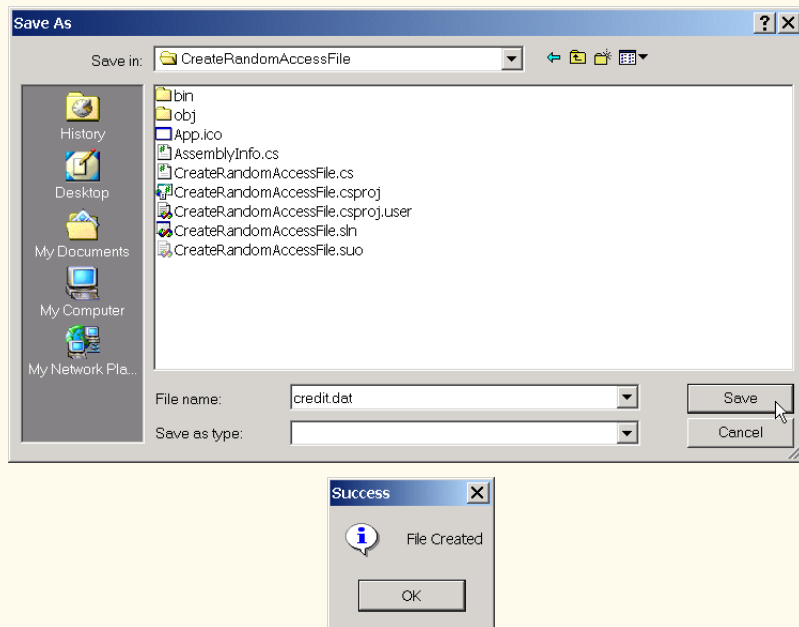 Save As
Save in: CreateRandomAccessFile
History
Desktop
My Documents
My Computer
My Network Pla...
bin
obj
App.ico
AssemblyInfo.cs
CreateRandomAccessFile.cs
CreateRandomAccessFile.csproj
CreateRandomAccessFile.csproj.user
CreateRandomAccessFile.sln
CreateRandomAccessFile.suo
File name: credit.dat Save
Save as type: Cancel
Success
File Created
OK